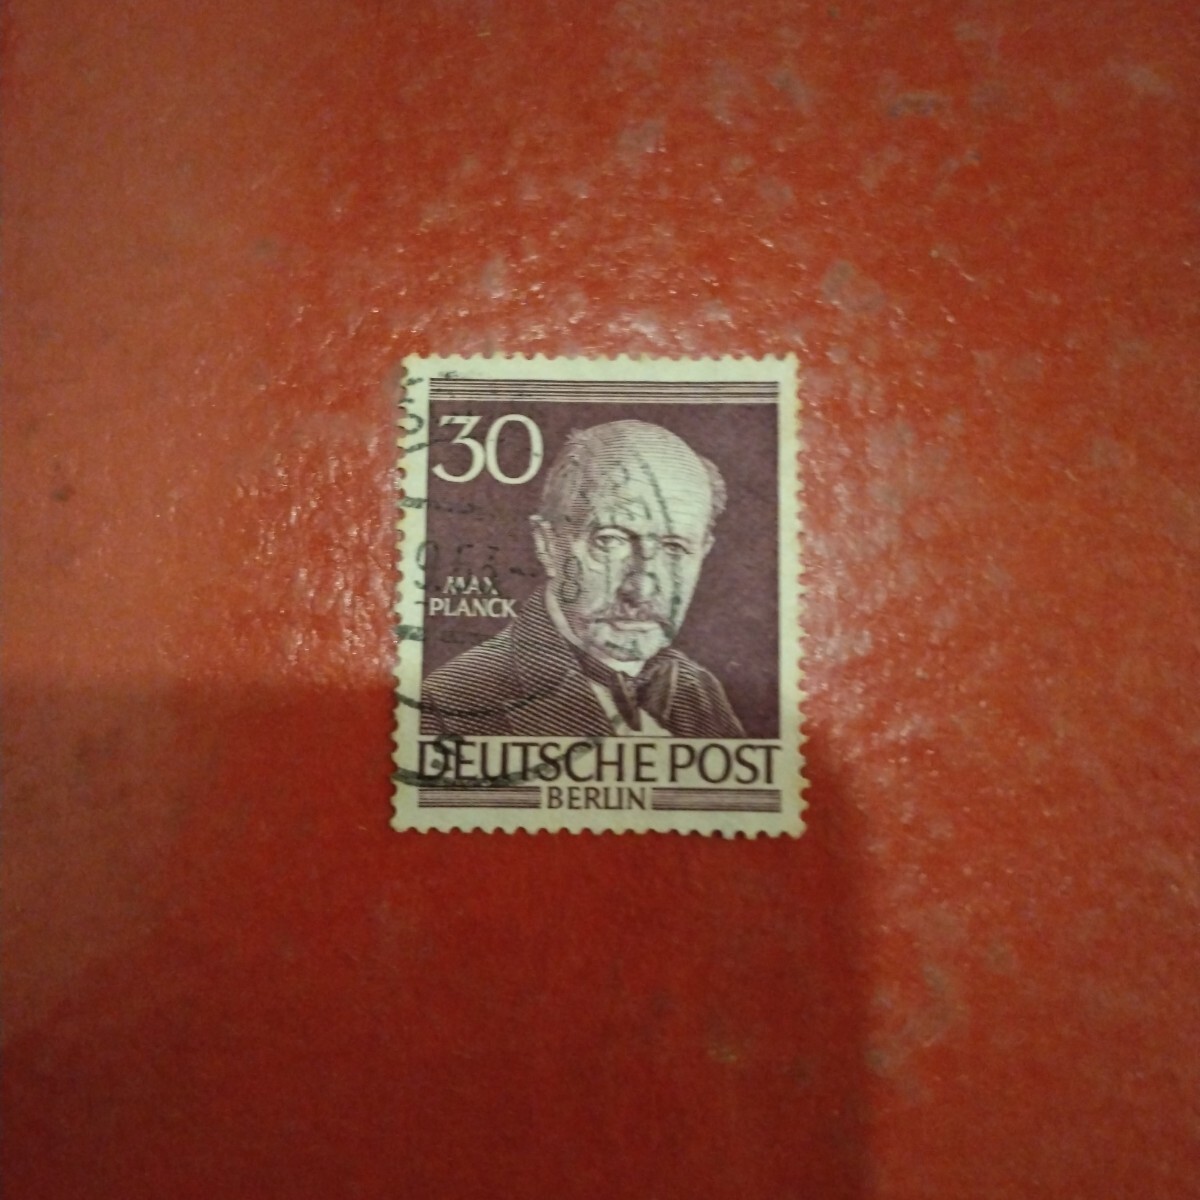 30
MAX
PLANCK
DEUTSCHE POST
BERLIN